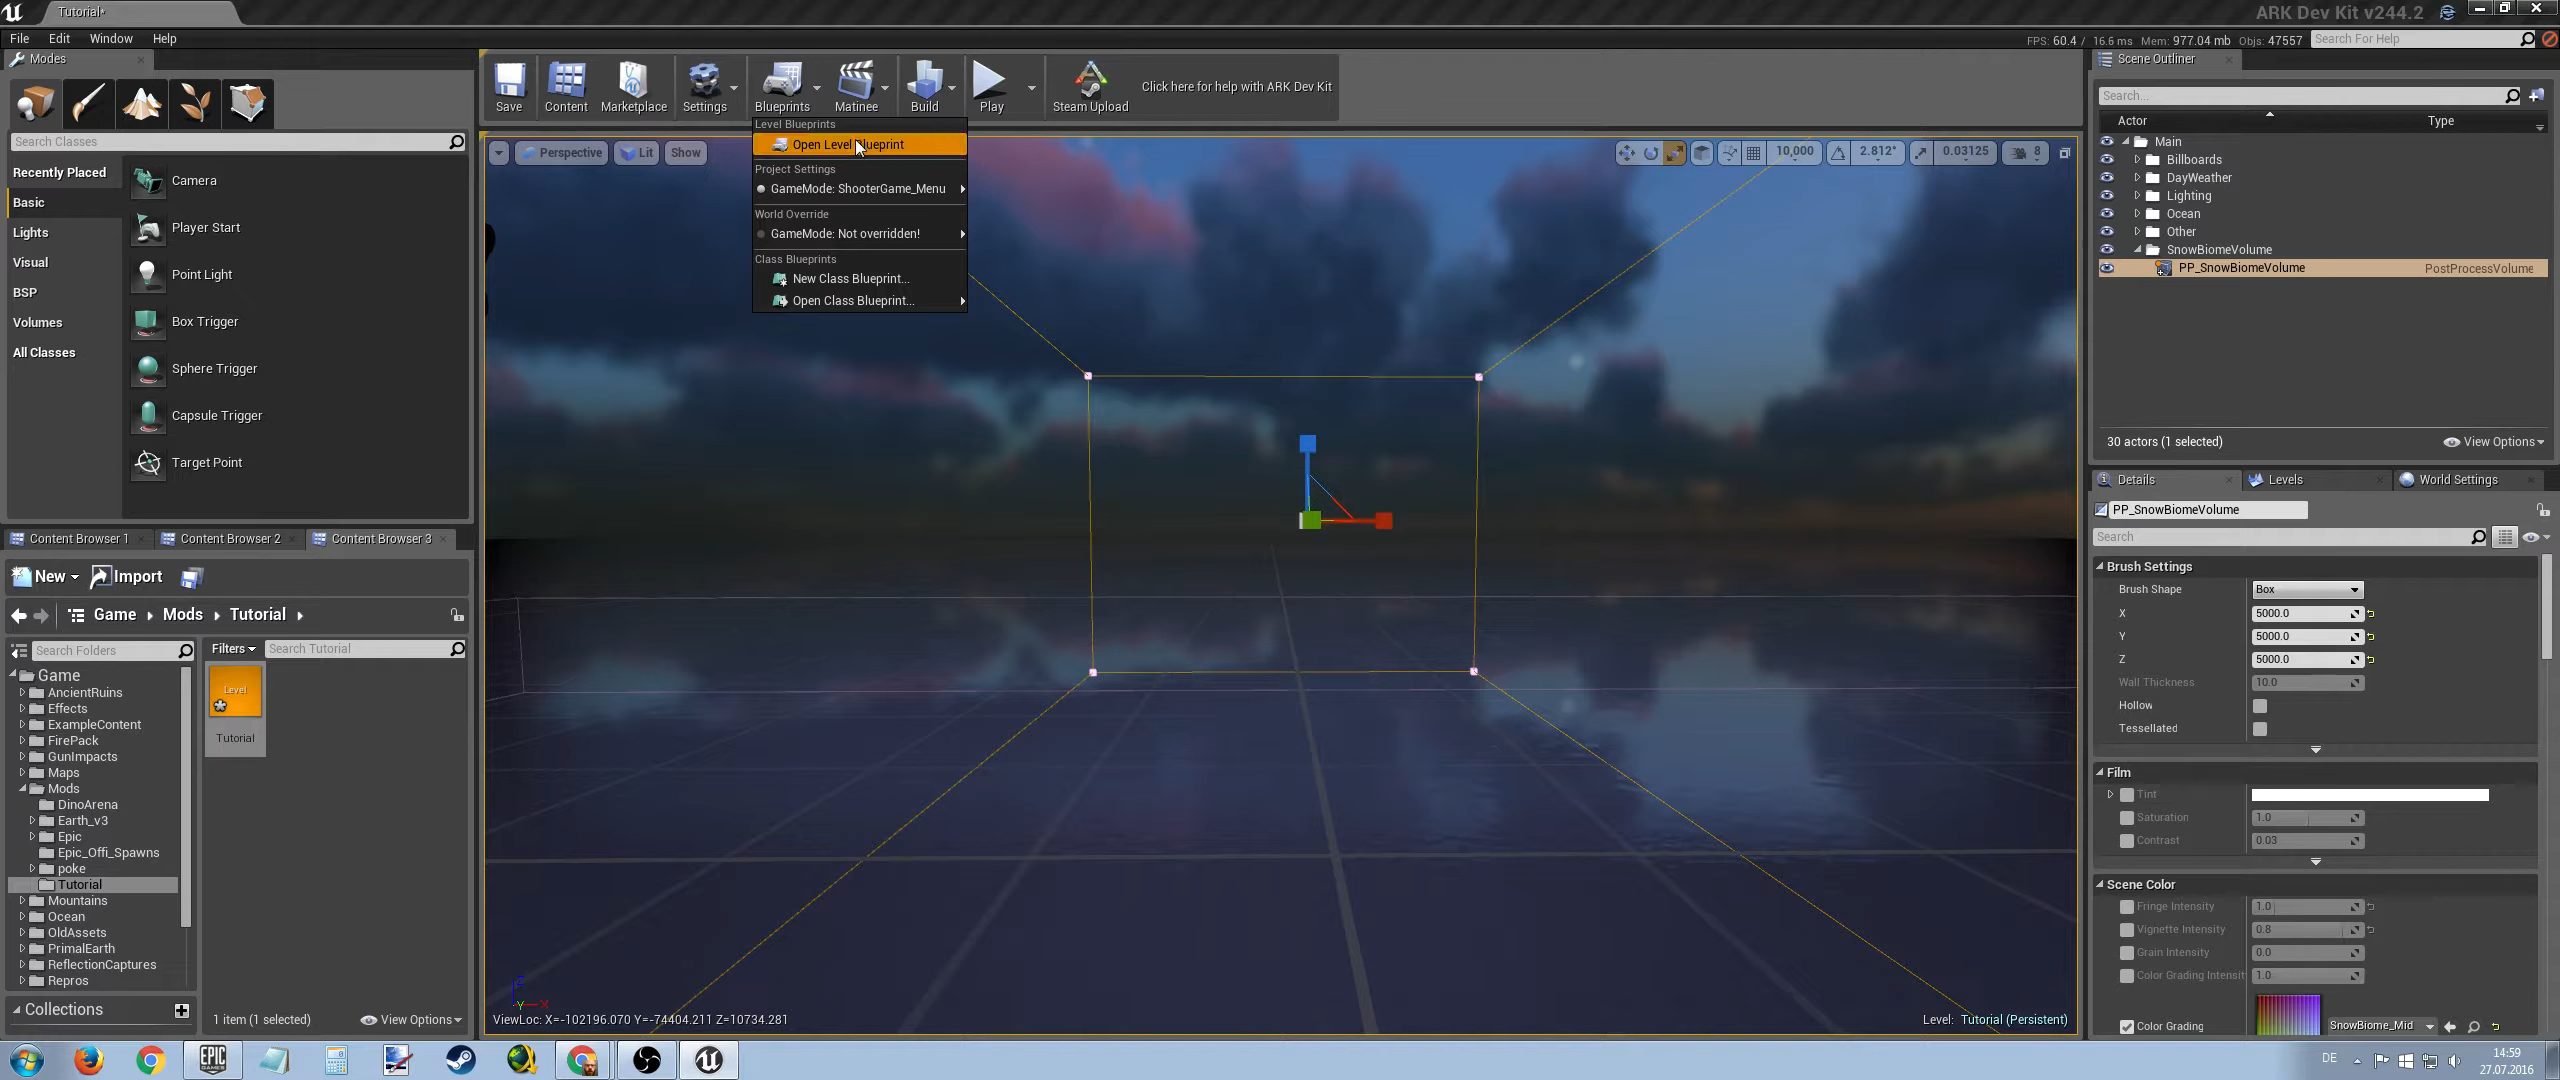 Tutorial*
ARK Dev Kit v244.2
File Edit Window Help
FPS: 60.4 / 16.6 ms Mem: 977.04 mb Objs: 47557 Search For Help
Modes
Search Classes
Recently Placed
Basic
Lights
Visual
BSP
Volumes
All Classes
Camera
Player Start
Point Light
Box Trigger
Sphere Trigger
Capsule Trigger
Target Point
Save Content Marketplace Settings Blueprints Matinee Build Play Steam Upload Click here for help with ARK Dev Kit
Level Blueprints
Open Level Blueprint
Project Settings
GameMode: ShooterGame_Menu
World Override
GameMode: Not overridden!
Class Blueprints
New Class Blueprint...
Open Class Blueprint...
Perspective Lit Show
10,000 2.812° 0.03125 8
Scene Outliner
Search...
Actor Type
Main
Billboards
DayWeather
Lighting
Ocean
Other
SnowBiomeVolume
PP_SnowBiomeVolume PostProcessVolume
30 actors (1 selected) View Options
Content Browser 1 Content Browser 2 Content Browser 3
New Import
Game Mods Tutorial
Search Folders
Filters Search Tutorial
Game
AncientRuins
Effects
ExampleContent
FirePack
GunImpacts
Maps
Mods
DinoArena
Earth_v3
Epic
Epic_Offi_Spawns
poke
Tutorial
Mountains
Ocean
OldAssets
PrimalEarth
ReflectionCaptures
Repros
Level
Tutorial
Collections
1 item (1 selected) View Options
Z
Y X
ViewLoc: X=-102196.070 Y=-74404.211 Z=10734.281
Level: Tutorial (Persistent)
Details Levels World Settings
PP_SnowBiomeVolume
Search
Brush Settings
Brush Shape Box
X 5000.0
Y 5000.0
Z 5000.0
Wall Thickness 10.0
Hollow
Tessellated
Film
Tint
Saturation 1.0
Contrast 0.03
Scene Color
Fringe Intensity 1.0
Vignette Intensity 0.8
Grain Intensity 0.0
Color Grading Intensit 1.0
Color Grading SnowBiome_Mid
EPIC GAMES
DE
14:59
27.07.2016